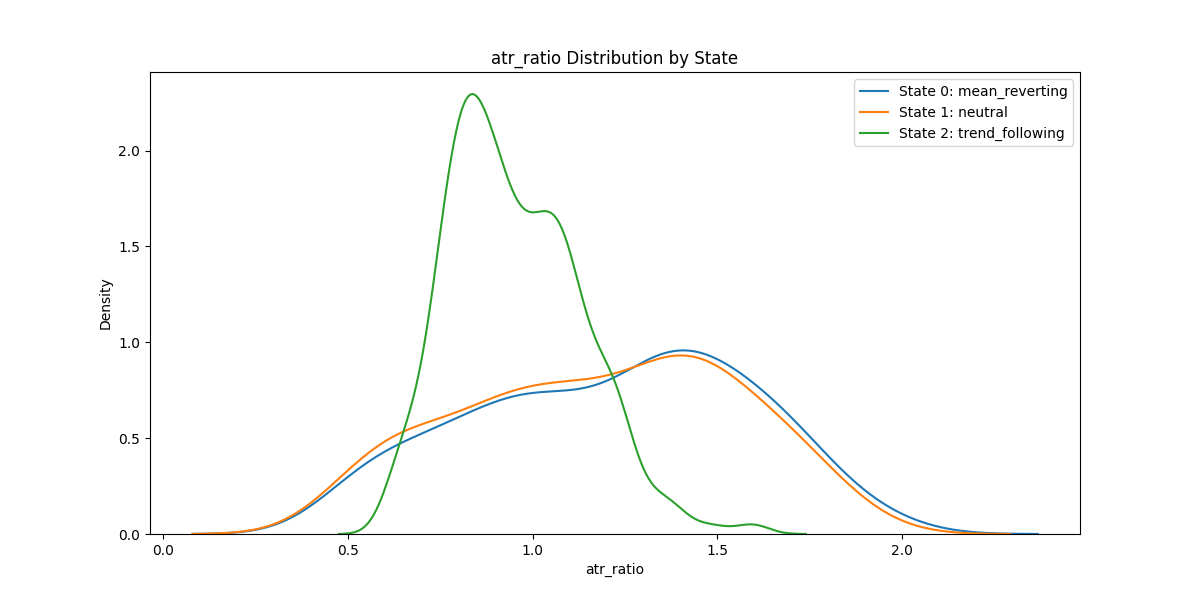 atr_ratio Distribution by State
State 0: mean_reverting
State 1: neutral
State 2: trend_following
Density
2.0
1.5
1.0
0.5
0.0
0.0 0.5 1.0 1.5 2.0
atr_ratio